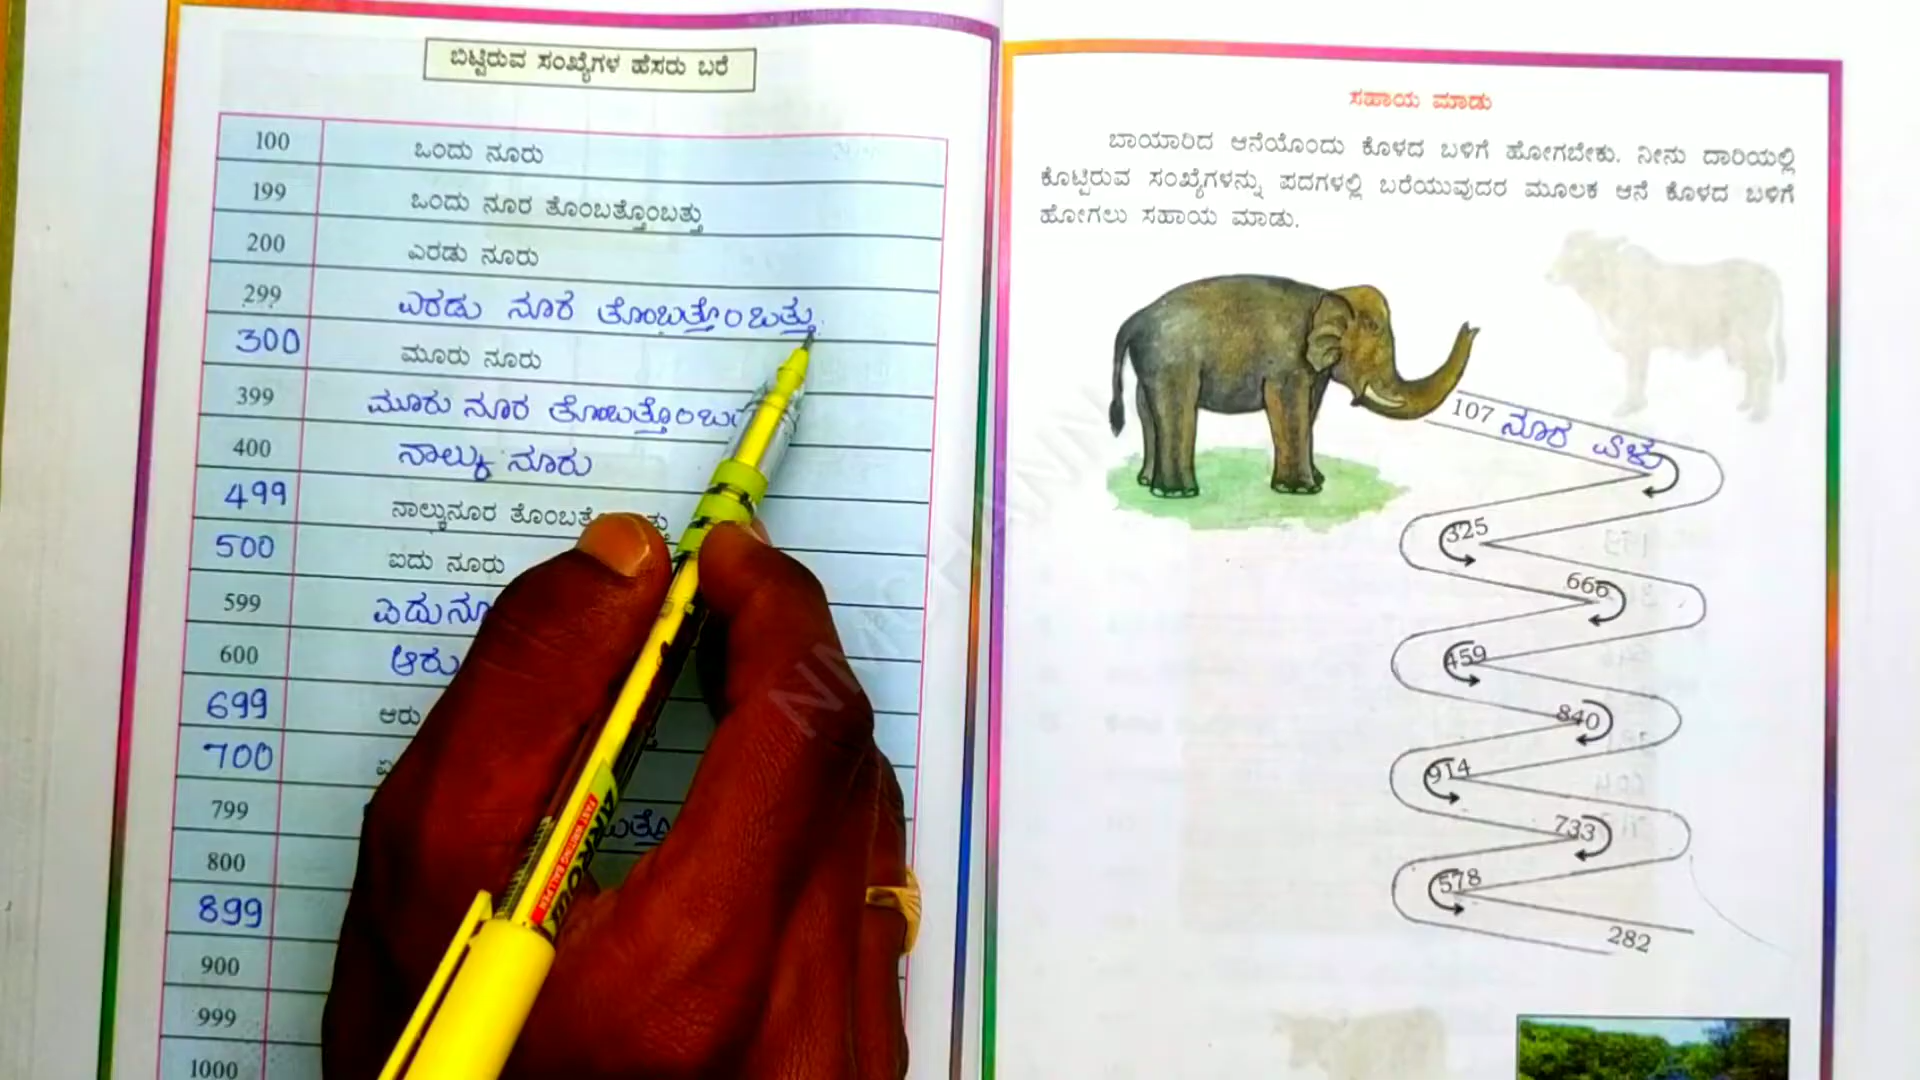 ಬಿಟ್ಟಿರುವ ಸಂಖ್ಯೆಗಳ ಹೆಸರು ಬರೆ
100 ಒಂದು ನೂರು
199 ಒಂದು ನೂರ ತೊಂಬತ್ತೊಂಬತ್ತು
200 ಎರಡು ನೂರು
299 ಎರಡು ನೂರ ತೊಂಬತ್ತೊಂಬತ್ತು
300 ಮೂರು ನೂರು
399 ಮೂರು ನೂರ
400 ನಾಲ್ಕು ನೂರು
499 ನಾಲ್ಕುನೂರ
500 ಐದು ನೂರು
599
600 ಆರು
699 ಆರು
700
799
800
899
900
999
1000
ಸಹಾಯ ಮಾಡು
ಬಾಯಾರಿದ ಆನೆಯೊಂದು ಕೊಳದ ಬಳಿಗೆ ಹೋಗಬೇಕು. ನೀನು ದಾರಿಯಲ್ಲಿ
ಕೊಟ್ಟಿರುವ ಸಂಖ್ಯೆಗಳನ್ನು ಪದಗಳಲ್ಲಿ ಬರೆಯುವುದರ ಮೂಲಕ ಆನೆ ಕೊಳದ ಬಳಿಗೆ
ಹೋಗಲು ಸಹಾಯ ಮಾಡು.
107 ನೂರ ಏಳು
325
666
459
840
914
733
578
282